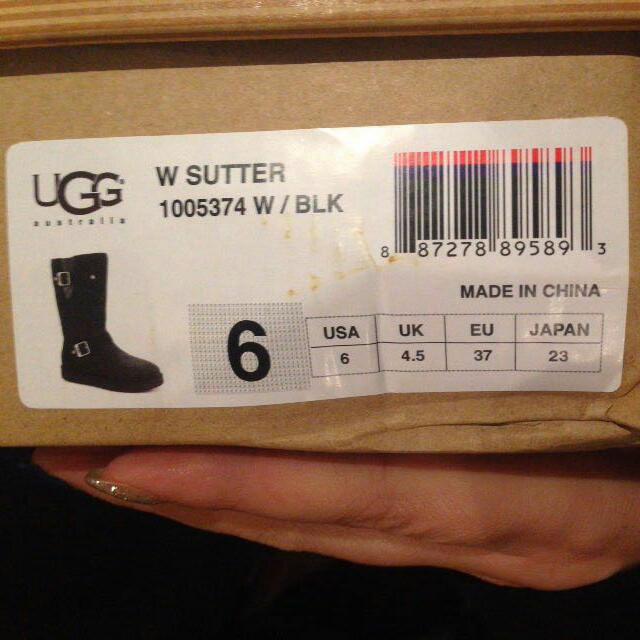 UGG
australia
W SUTTER
1005374 W / BLK
8 87278 89589 3
MADE IN CHINA
6
USA UK EU JAPAN
6 4.5 37 23